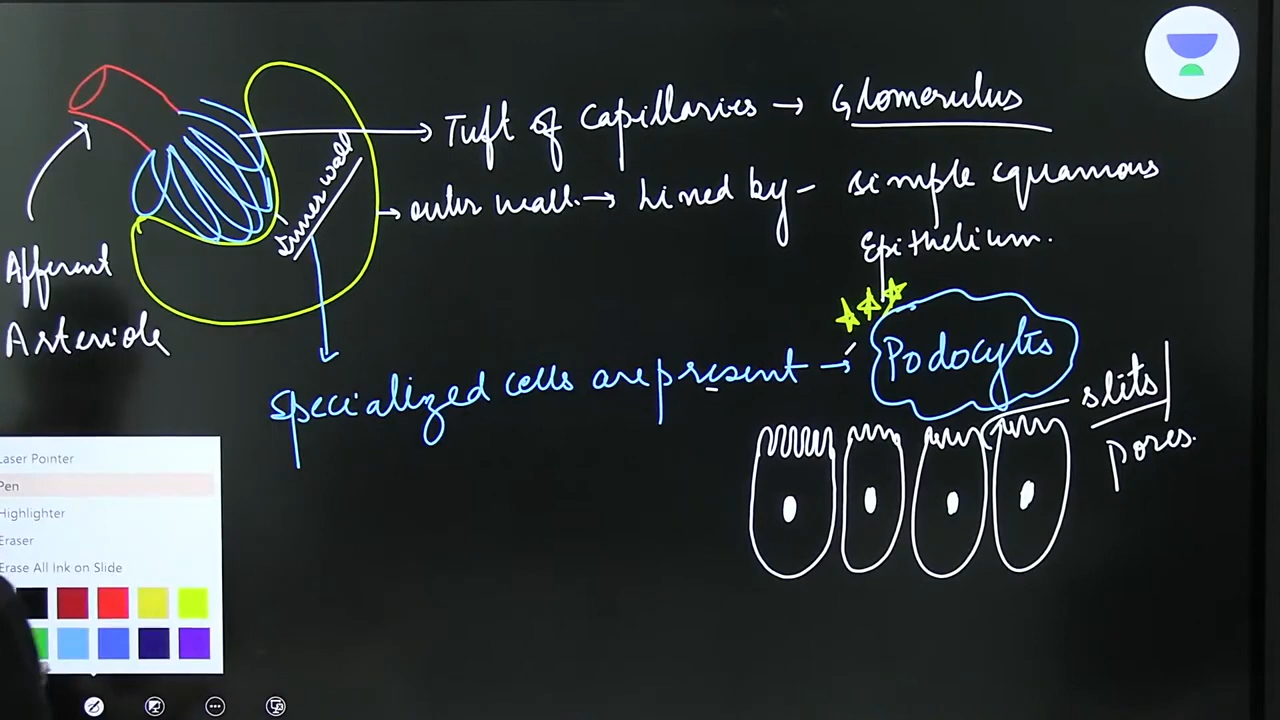 Tuft of capillaries → Glomerulus
inner wall
outer wall → Lined by - simple squamous
Epithelium.
Afferent
Arteriole
specialized cells are present → Podocytes
slits/
pores.
Laser Pointer
Pen
Highlighter
Eraser
Erase All Ink on Slide